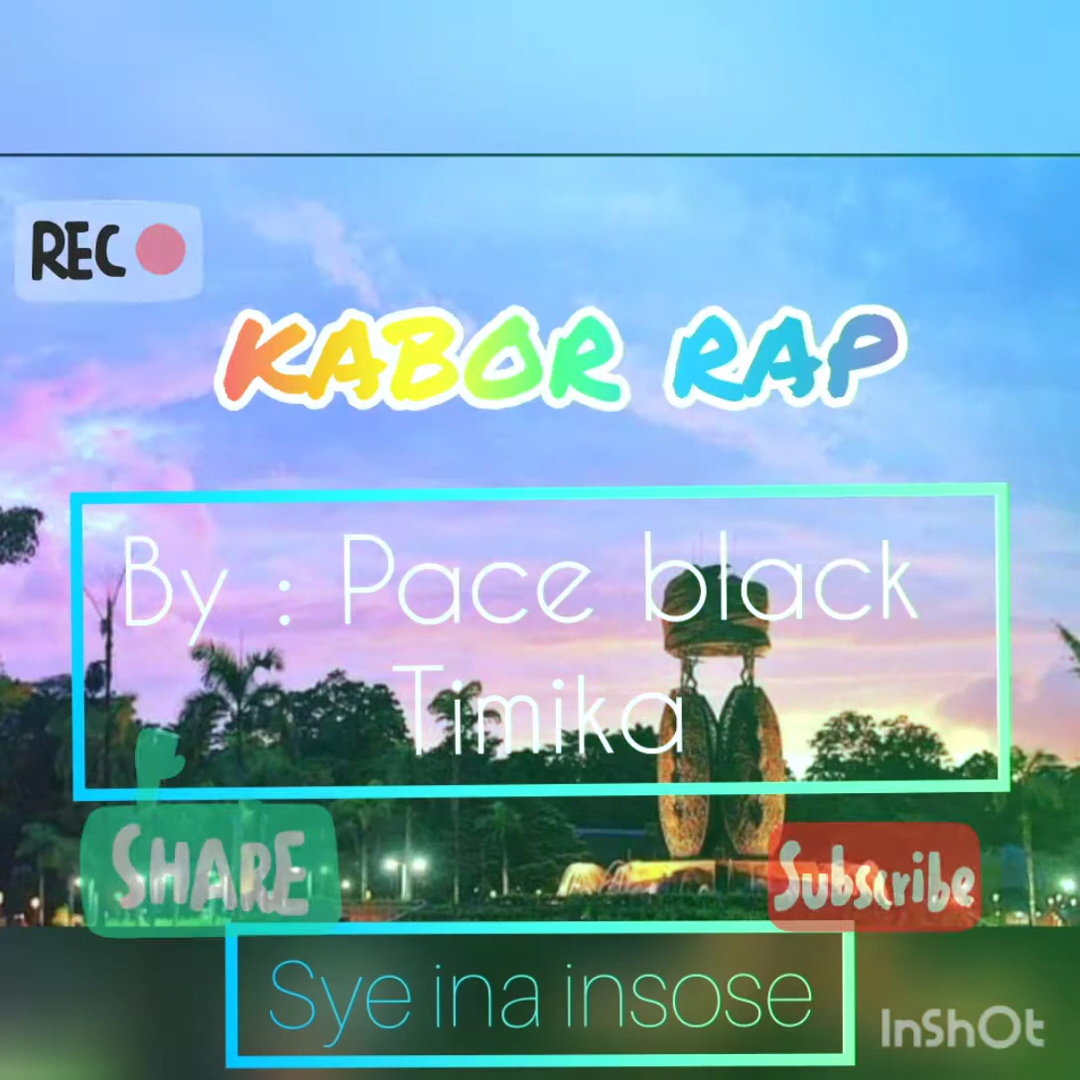 REC
KABOR RAP
By : Pace black
Timika
SHARE
Subscribe
Sye ina insose
InShOt